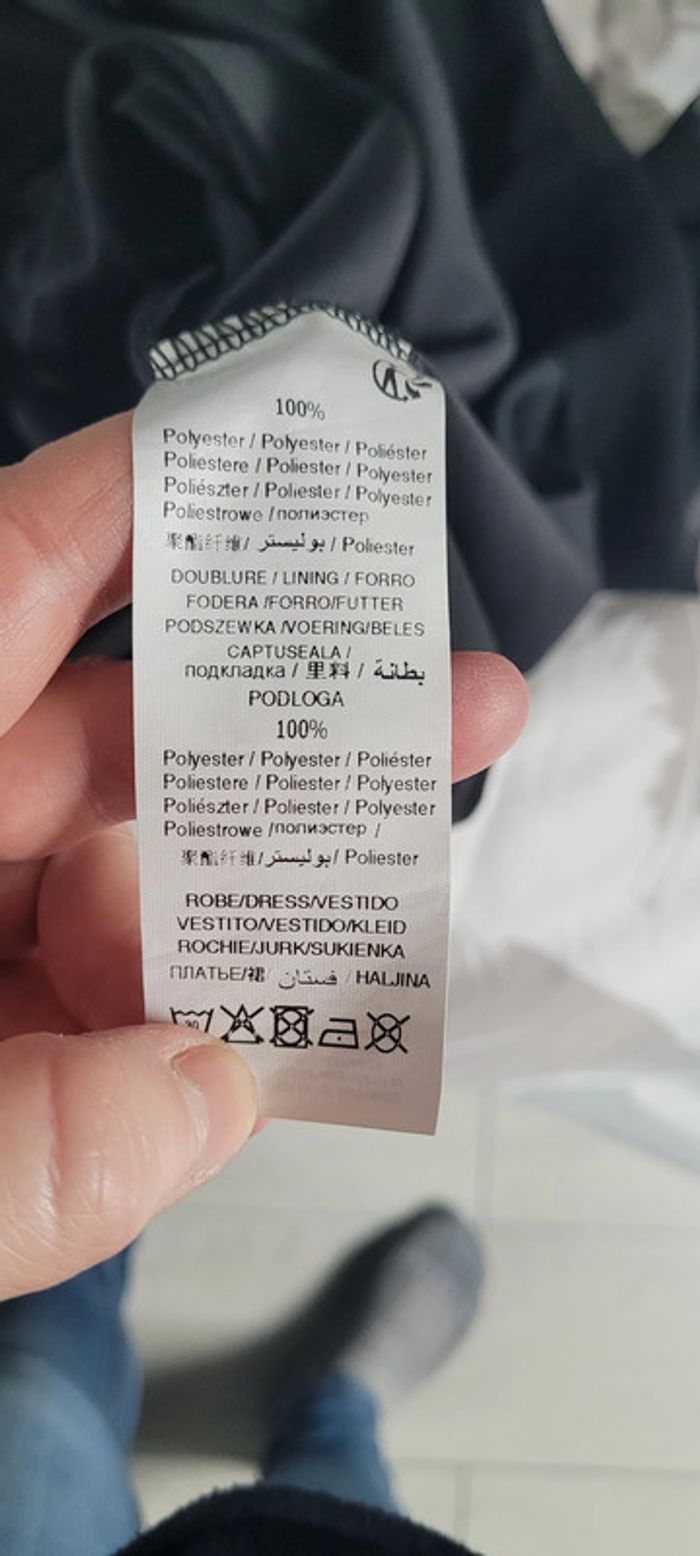 100%
Polyester / Polyester / Poliéster
Poliestere / Poliester / Polyester
Poliészter / Poliester / Polyester
Poliestrowe /полиэстер
聚酯纤维/ بوليستر / Poliester
DOUBLURE / LINING / FORRO
FODERA /FORRO/FUTTER
PODSZEWKA /VOERING/BELES
CAPTUSEALA /
подкладка / 里料 / بطانة
PODLOGA
100%
Polyester / Polyester / Poliéster
Poliestere / Poliester / Polyester
Poliészter / Poliester / Polyester
Poliestrowe /полиэстер /
聚酯纤维/بوليستر/ Poliester
ROBE/DRESS/VESTIDO
VESTITO/VESTIDO/KLEID
ROCHIE/JURK/SUKIENKA
ПЛАТЬЕ/裙/ فستان / HALJINA